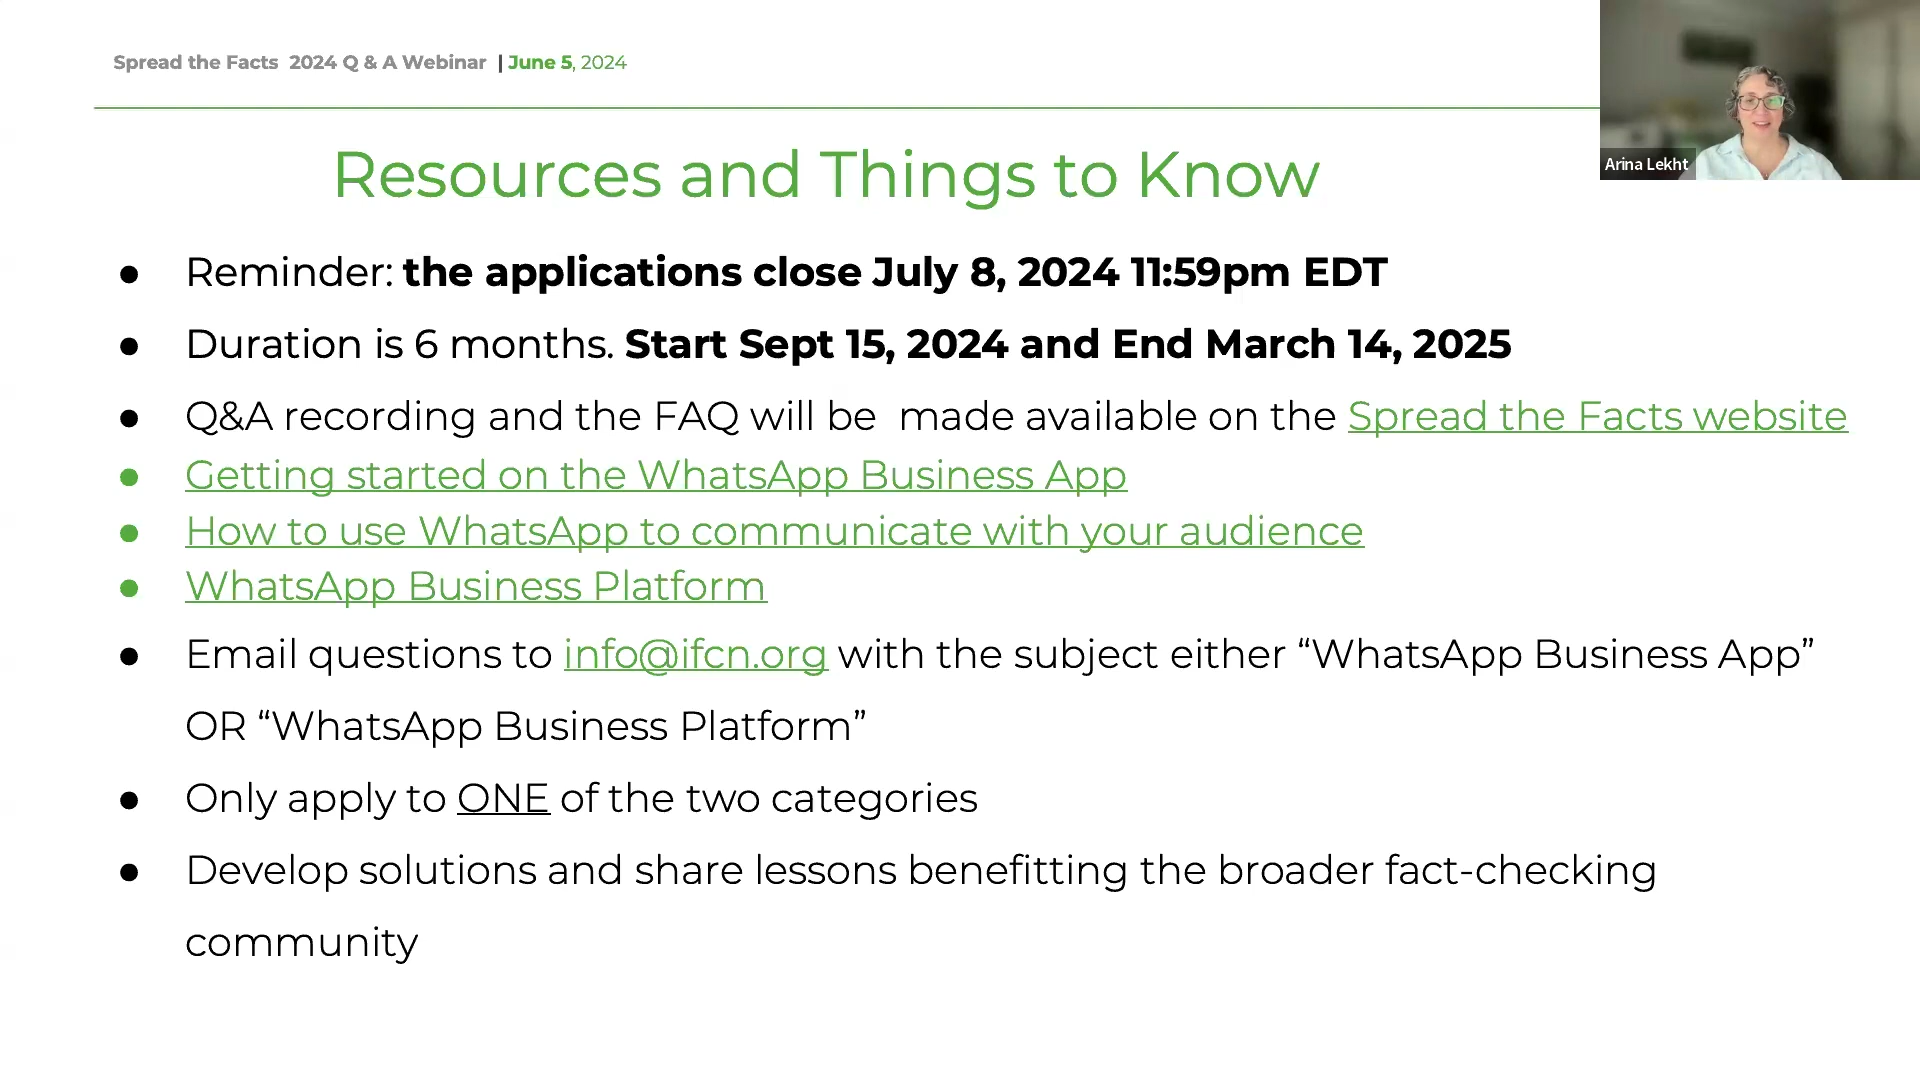 Spread the Facts  2024 Q & A Webinar  | June 5, 2024
Arina Lekht
Resources and Things to Know
● Reminder: the applications close July 8, 2024 11:59pm EDT
● Duration is 6 months. Start Sept 15, 2024 and End March 14, 2025
● Q&A recording and the FAQ will be  made available on the Spread the Facts website
● Getting started on the WhatsApp Business App
● How to use WhatsApp to communicate with your audience
● WhatsApp Business Platform
● Email questions to info@ifcn.org with the subject either “WhatsApp Business App”
OR “WhatsApp Business Platform”
● Only apply to ONE of the two categories
● Develop solutions and share lessons benefitting the broader fact-checking
community